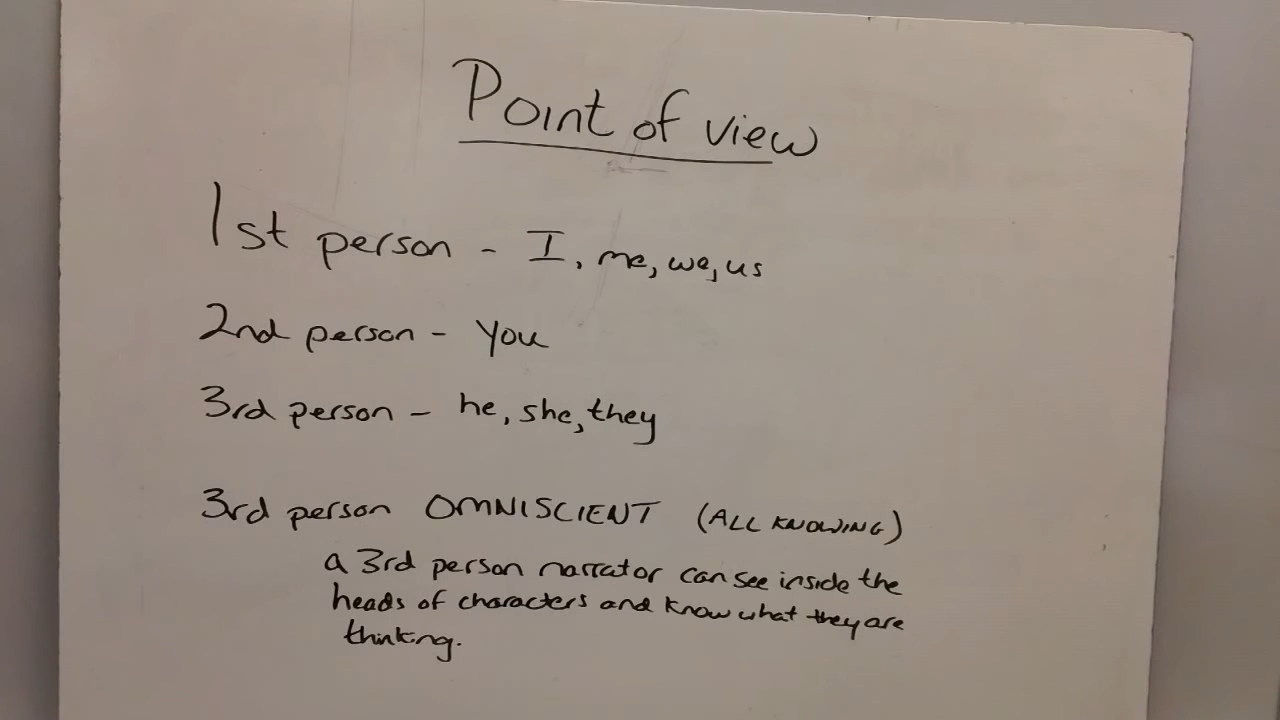 Point of view
1st person - I, me, we, us
2nd person - you
3rd person - he, she, they
3rd person OMNISCIENT (ALL KNOWING)
a 3rd person narrator can see inside the
heads of characters and know what they are
thinking.